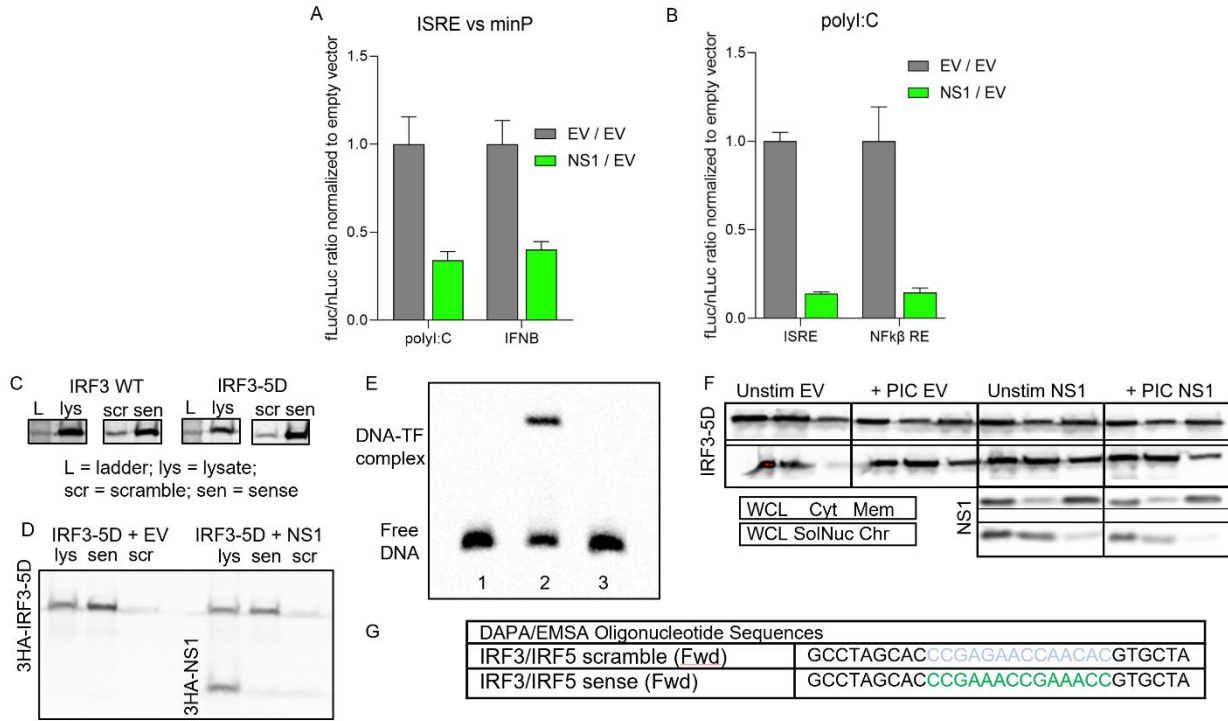 A
ISRE vs minP
fLuc/nLuc ratio normalized to empty vector
1.0
0.5
0.0
EV / EV
NS1 / EV
polyI:C
IFNB
B
polyI:C
fLuc/nLuc ratio normalized to empty vector
1.5
1.0
0.5
0.0
EV / EV
NS1 / EV
ISRE
NFkβ RE
C
IRF3 WT
IRF3-5D
L lys scr sen L lys scr sen
L = ladder; lys = lysate;
scr = scramble; sen = sense
D
IRF3-5D + EV
IRF3-5D + NS1
lys sen scr lys sen scr
3HA-IRF3-5D
3HA-NS1
E
DNA-TF
complex
Free
DNA
1 2 3
F
Unstim EV
+ PIC EV
Unstim NS1
+ PIC NS1
IRF3-5D
WCL Cyt Mem
WCL SolNuc Chr
NS1
G
DAPA/EMSA Oligonucleotide Sequences
IRF3/IRF5 scramble (Fwd) GCCTAGCACCCGAGAACCAACACGTGCTA
IRF3/IRF5 sense (Fwd) GCCTAGCACCCGAAACCGAAACCGTGCTA